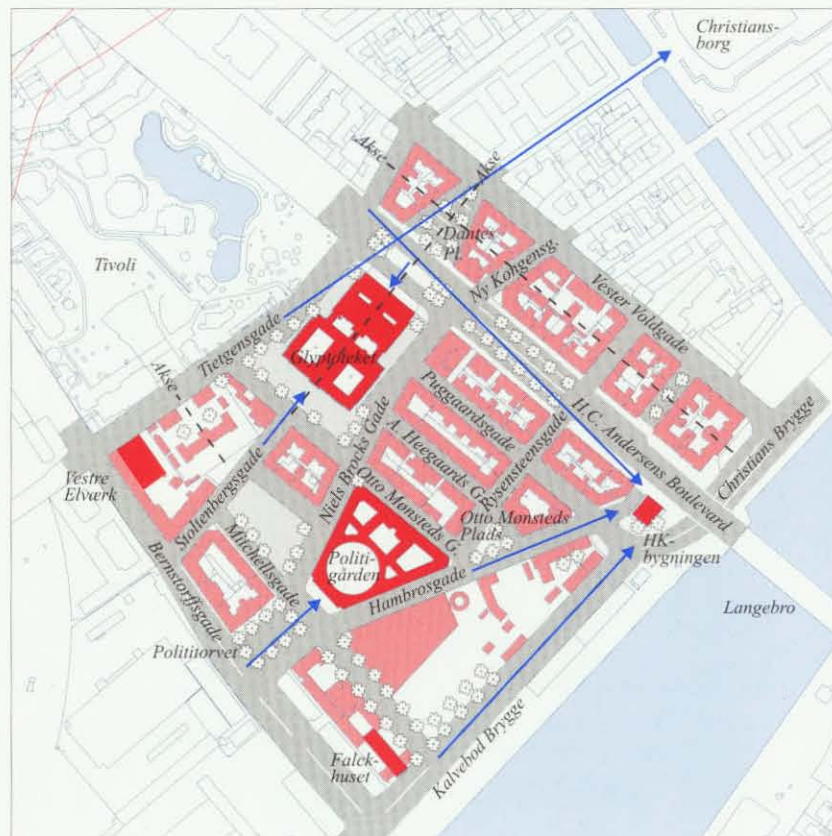 Christians-
borg
Akse
Akse
Dantes
Pl.
Ny Kongensg.
Vester Voldgade
Tivoli
Tietgensgade
Glyptoteket
Akse
H.C. Andersens Boulevard
Christians Brygge
Puggaardsgade
A. Heegaards G.
Rysensteensgade
Niels Brocks Gade
Otto Mønsteds G.
Otto Mønsteds
Plads
Vestre
Elværk
Stoltenbergsgade
Mitchellsgade
Bernstorffsgade
Politi-
gården
Hambrosgade
HK-
bygningen
Langebro
Polititorvet
Kalvebod Brygge
Falck-
huset